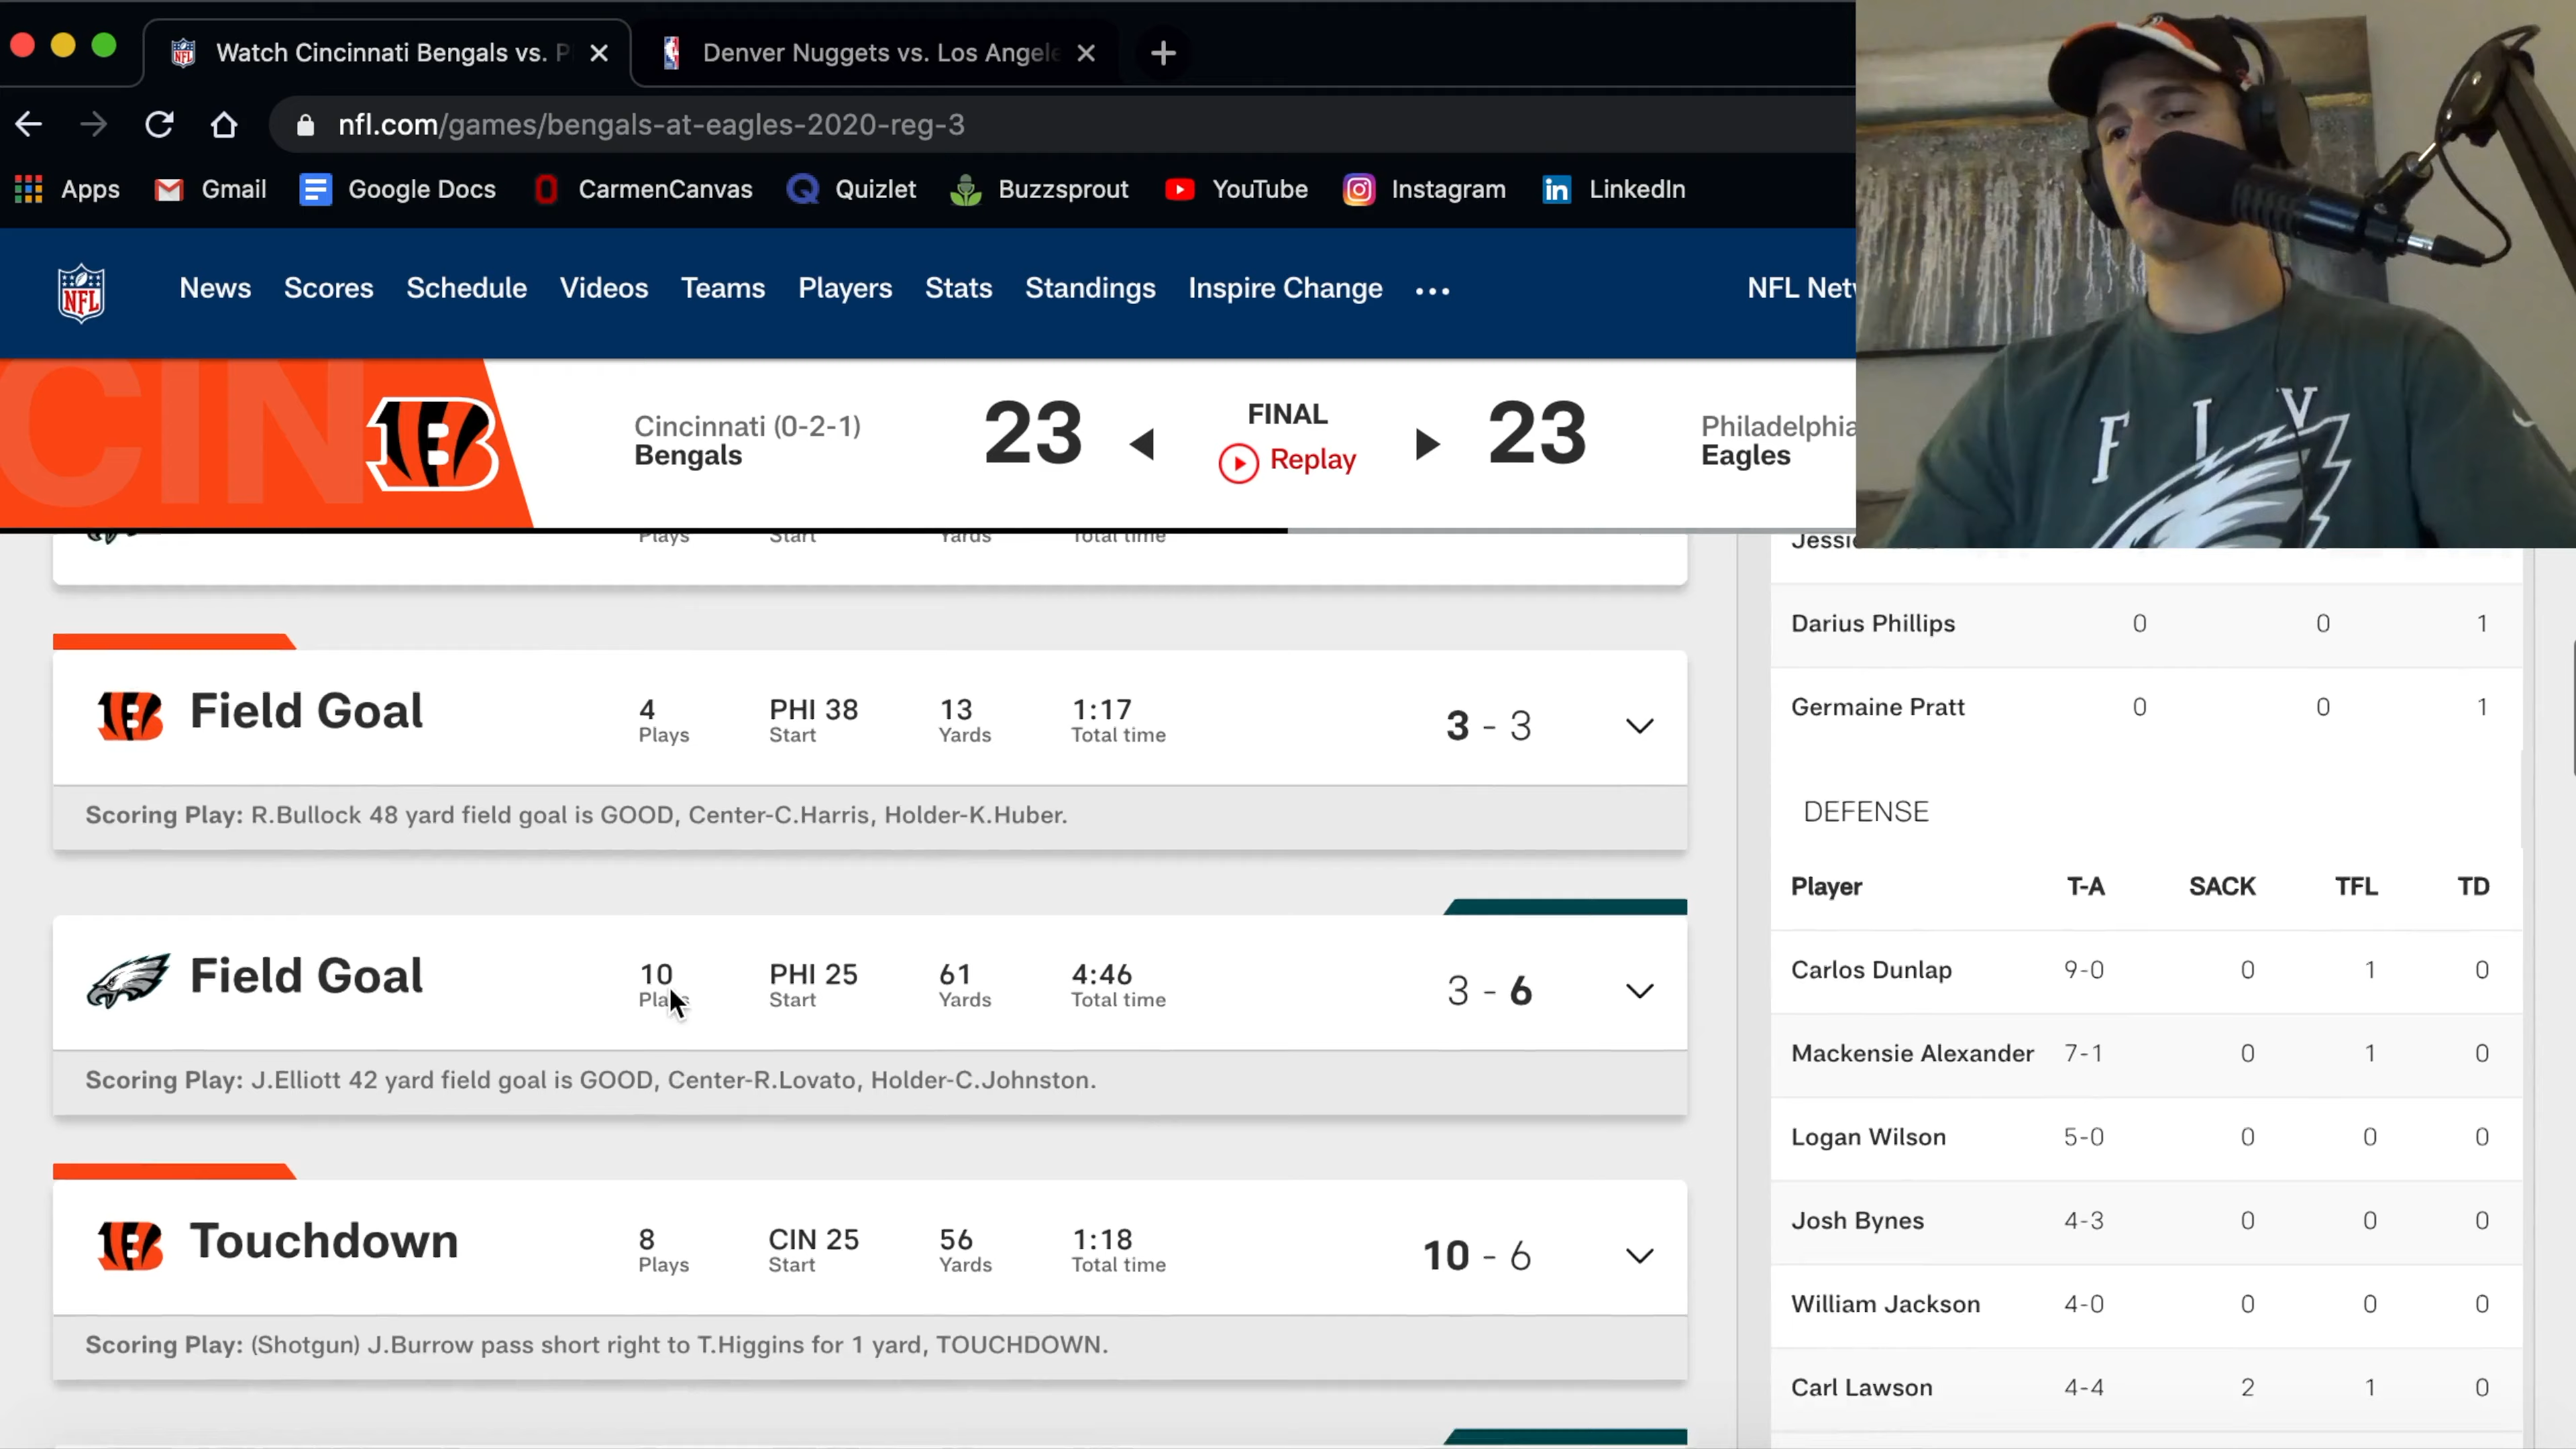 Watch Cincinnati Bengals vs. P
Denver Nuggets vs. Los Angele
nfl.com/games/bengals-at-eagles-2020-reg-3
Apps Gmail Google Docs CarmenCanvas Quizlet Buzzsprout YouTube Instagram LinkedIn
NFL News Scores Schedule Videos Teams Players Stats Standings Inspire Change ... NFL Netw
CIN
Cincinnati (0-2-1)
Bengals
23
FINAL
Replay
23
Philadelphia
Eagles
FLY
Plays Start Yards Total time
Jessie
Darius Phillips 0 0 1
Germaine Pratt 0 0 1
Field Goal
4 Plays
PHI 38 Start
13 Yards
1:17 Total time
3 - 3
Scoring Play: R.Bullock 48 yard field goal is GOOD, Center-C.Harris, Holder-K.Huber.
Field Goal
10 Plays
PHI 25 Start
61 Yards
4:46 Total time
3 - 6
Scoring Play: J.Elliott 42 yard field goal is GOOD, Center-R.Lovato, Holder-C.Johnston.
Touchdown
8 Plays
CIN 25 Start
56 Yards
1:18 Total time
10 - 6
Scoring Play: (Shotgun) J.Burrow pass short right to T.Higgins for 1 yard, TOUCHDOWN.
DEFENSE
Player T-A SACK TFL TD
Carlos Dunlap 9-0 0 1 0
Mackensie Alexander 7-1 0 1 0
Logan Wilson 5-0 0 0 0
Josh Bynes 4-3 0 0 0
William Jackson 4-0 0 0 0
Carl Lawson 4-4 2 1 0